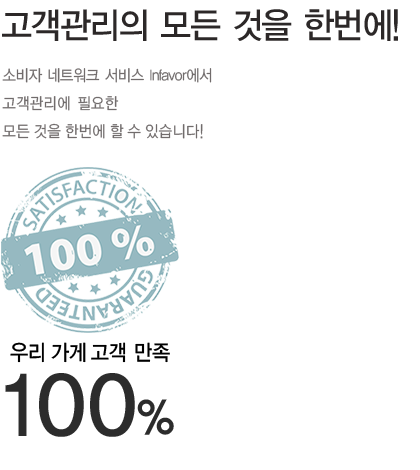 고객관리의 모든 것을 한번에!
소비자 네트워크 서비스 Infavor에서
고객관리에 필요한
모든 것을 한번에 할 수 있습니다!
SATISFACTION
100 %
GUARANTEED
우리 가게 고객 만족
100%